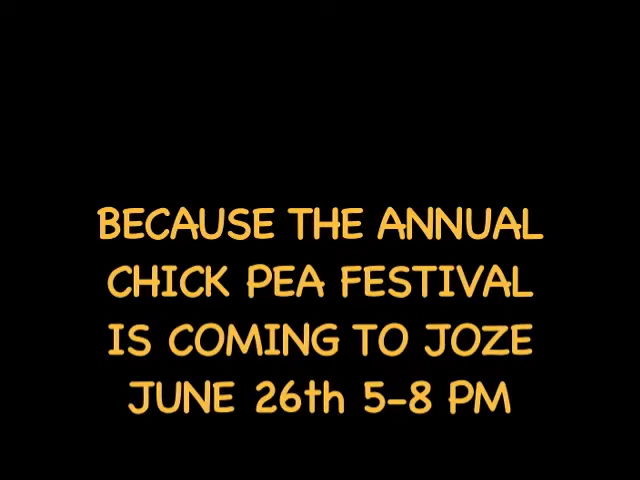 BECAUSE THE ANNUAL
CHICK PEA FESTIVAL
IS COMING TO JOZE
JUNE 26th 5-8 PM